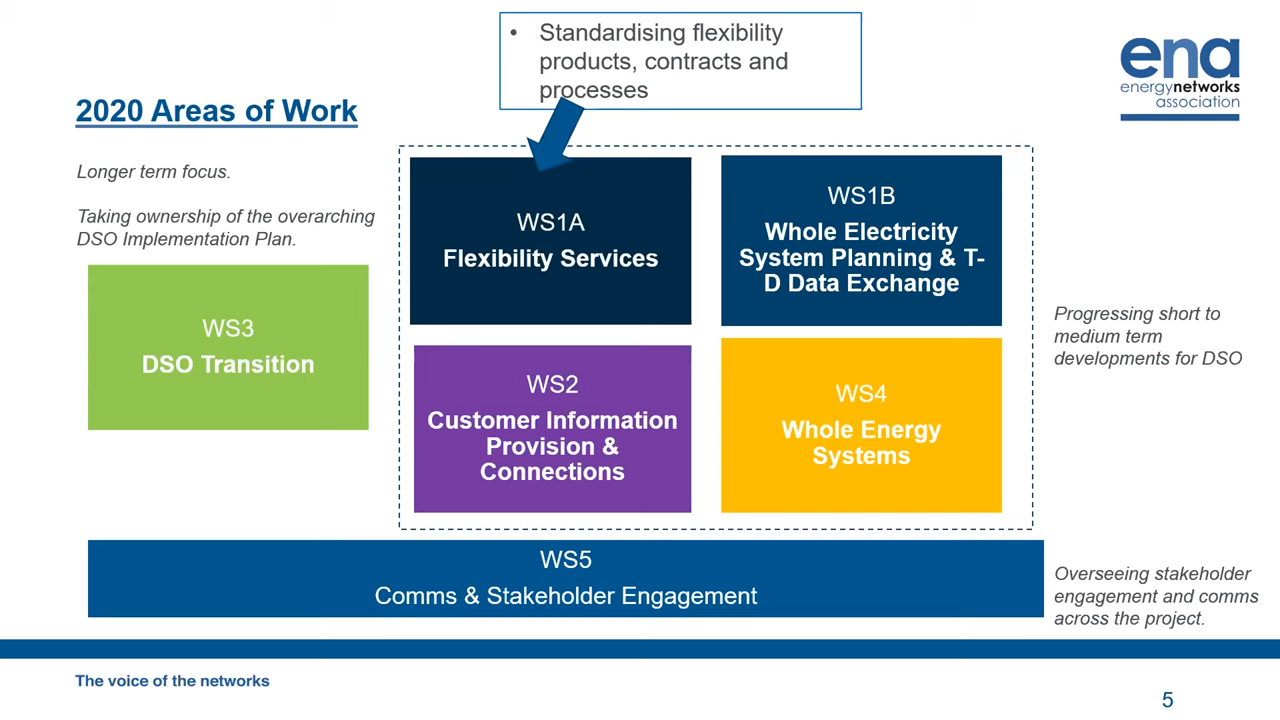 • Standardising flexibility
products, contracts and
processes
ena
energynetworks
association
2020 Areas of Work
Longer term focus.
Taking ownership of the overarching
DSO Implementation Plan.
WS3
DSO Transition
WS1A
Flexibility Services
WS1B
Whole Electricity
System Planning & T-
D Data Exchange
WS2
Customer Information
Provision &
Connections
WS4
Whole Energy
Systems
Progressing short to
medium term
developments for DSO
WS5
Comms & Stakeholder Engagement
Overseeing stakeholder
engagement and comms
across the project.
The voice of the networks
5